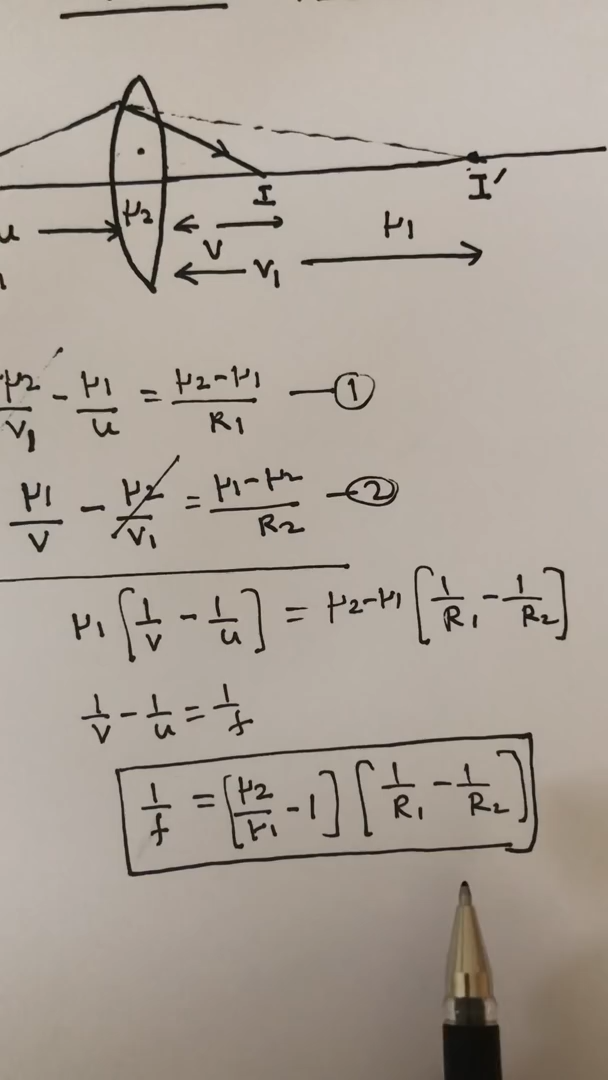 I I'
μ2 μ1
u v
v1
μ2/v1 - μ1/u = (μ2-μ1)/R1 — ①
μ1/v - μ2/v1 = (μ1-μ2)/R2 — ②
μ1 [1/v - 1/u] = μ2-μ1 [1/R1 - 1/R2]
1/v - 1/u = 1/f
1/f = [μ2/μ1 - 1] [1/R1 - 1/R2]